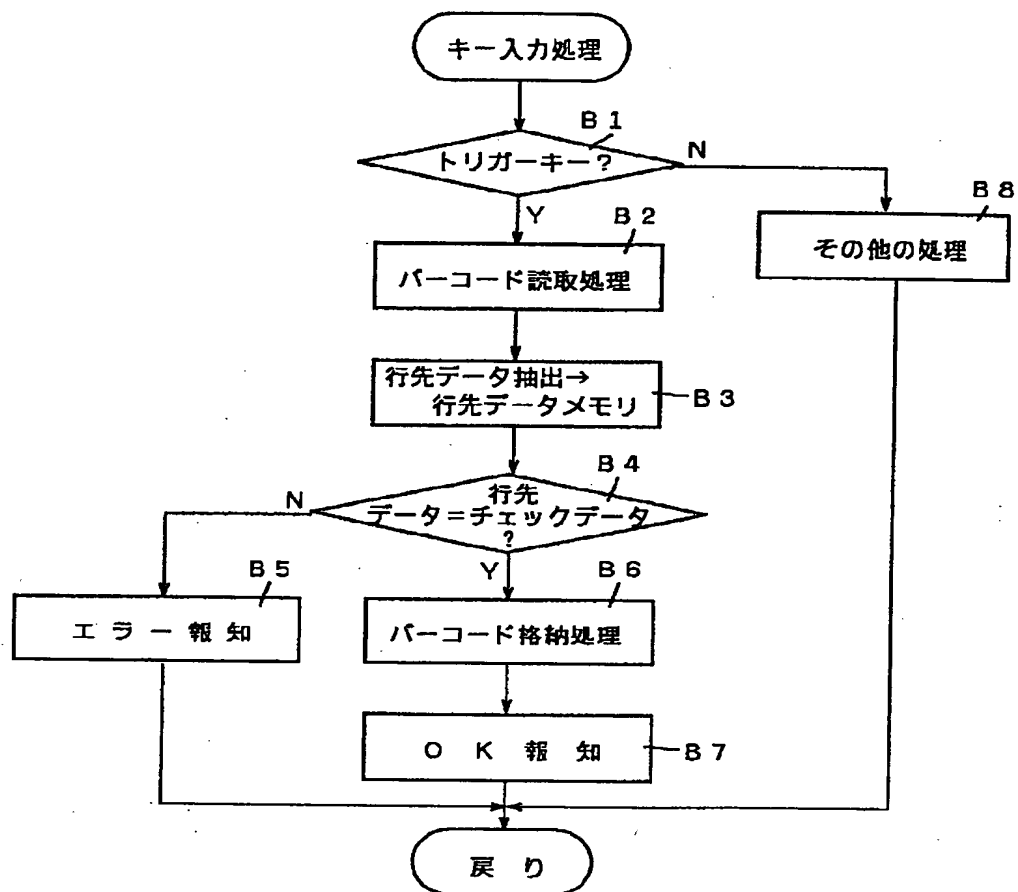 キー入力処理
B1
トリガーキー?
N
B8
Y
B2
その他の処理
バーコード読取処理
行先データ抽出→
行先データメモリ
B3
B4
N
行先
データ=チェックデータ
?
B5
Y
B6
エラー報知
バーコード格納処理
OK報知
B7
戻り